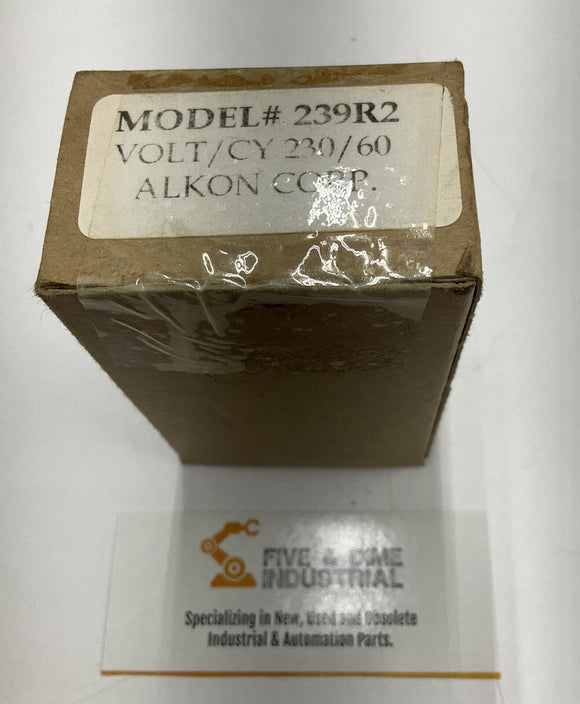 MODEL# 239R2
VOLT/CY 230/60
ALKON CORP.
FIVE & DIME
INDUSTRIAL
Specializing in New, Used and Obsolete
Industrial & Automation Parts.